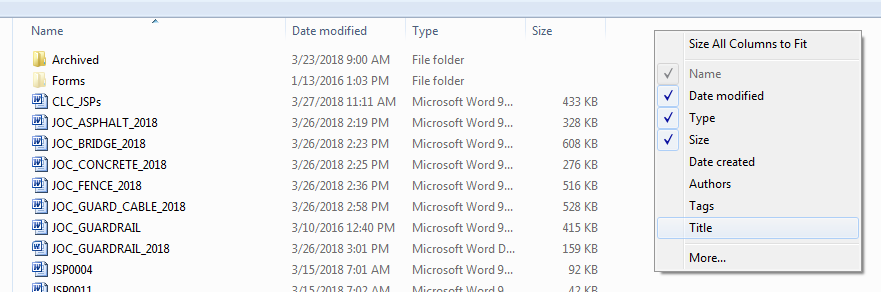 Name Date modified Type Size
Archived 3/23/2018 9:00 AM File folder
Forms 1/13/2016 1:03 PM File folder
CLC_JSPs 3/27/2018 11:11 AM Microsoft Word 9... 433 KB
JOC_ASPHALT_2018 3/26/2018 2:19 PM Microsoft Word 9... 328 KB
JOC_BRIDGE_2018 3/26/2018 2:23 PM Microsoft Word 9... 608 KB
JOC_CONCRETE_2018 3/26/2018 2:25 PM Microsoft Word 9... 276 KB
JOC_FENCE_2018 3/26/2018 2:36 PM Microsoft Word 9... 516 KB
JOC_GUARD_CABLE_2018 3/26/2018 2:58 PM Microsoft Word 9... 528 KB
JOC_GUARDRAIL 3/10/2016 12:40 PM Microsoft Word 9... 415 KB
JOC_GUARDRAIL_2018 3/26/2018 3:01 PM Microsoft Word D... 159 KB
JSP0004 3/15/2018 7:01 AM Microsoft Word 9... 92 KB
JSP0011 3/15/2018 7:02 AM Microsoft Word 9... 42 KB
Size All Columns to Fit
Name
Date modified
Type
Size
Date created
Authors
Tags
Title
More...